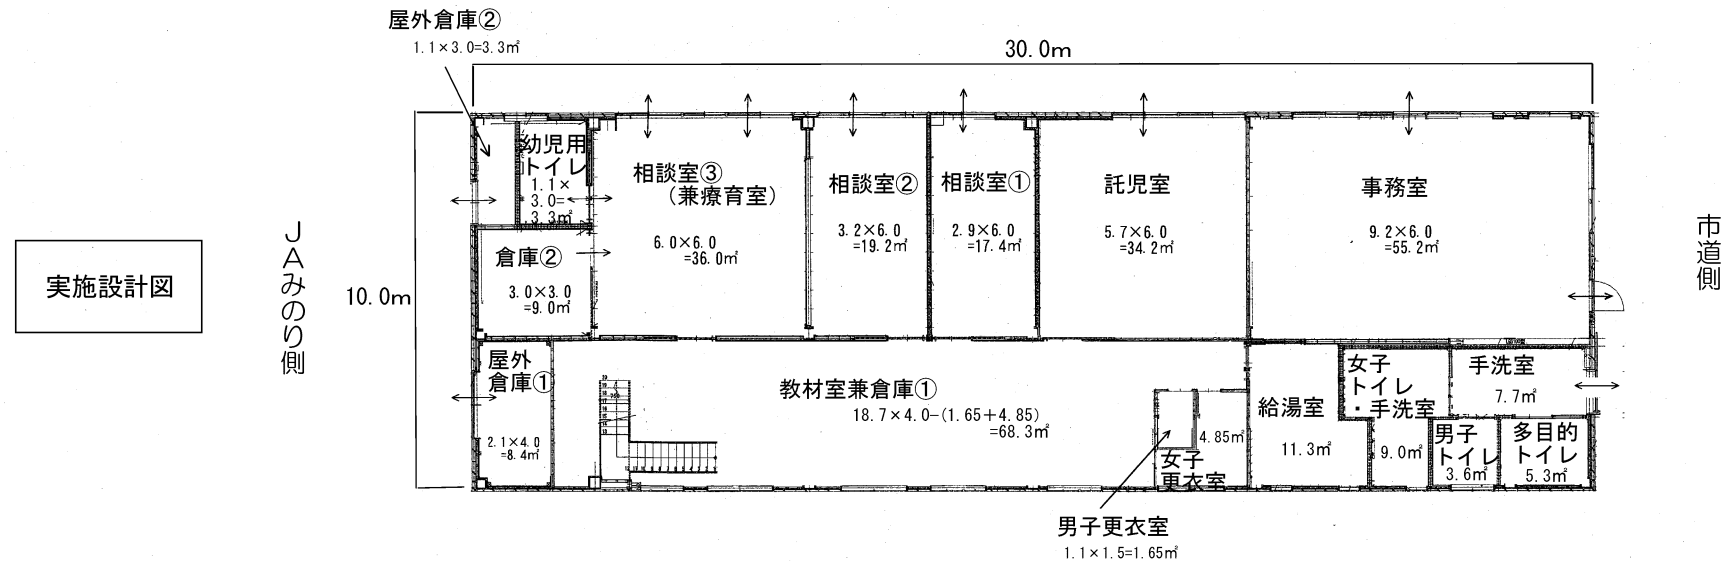 屋外倉庫②
1.1×3.0=3.3㎡
30.0m
幼児用
トイレ
1.1×
3.0=
3.3㎡
相談室③
（兼療育室）
6.0×6.0
=36.0㎡
相談室②
3.2×6.0
=19.2㎡
相談室①
2.9×6.0
=17.4㎡
託児室
5.7×6.0
=34.2㎡
事務室
9.2×6.0
=55.2㎡
市道側
実施設計図
JAみのり側
10.0m
倉庫②
3.0×3.0
=9.0㎡
屋外
倉庫①
2.1×4.0
=8.4㎡
教材室兼倉庫①
18.7×4.0-(1.65+4.85)
=68.3㎡
4.85㎡
女子
更衣室
男子更衣室
1.1×1.5=1.65㎡
給湯室
11.3㎡
女子
トイレ
・手洗室
9.0㎡
手洗室
7.7㎡
男子
トイレ
3.6㎡
多目的
トイレ
5.3㎡